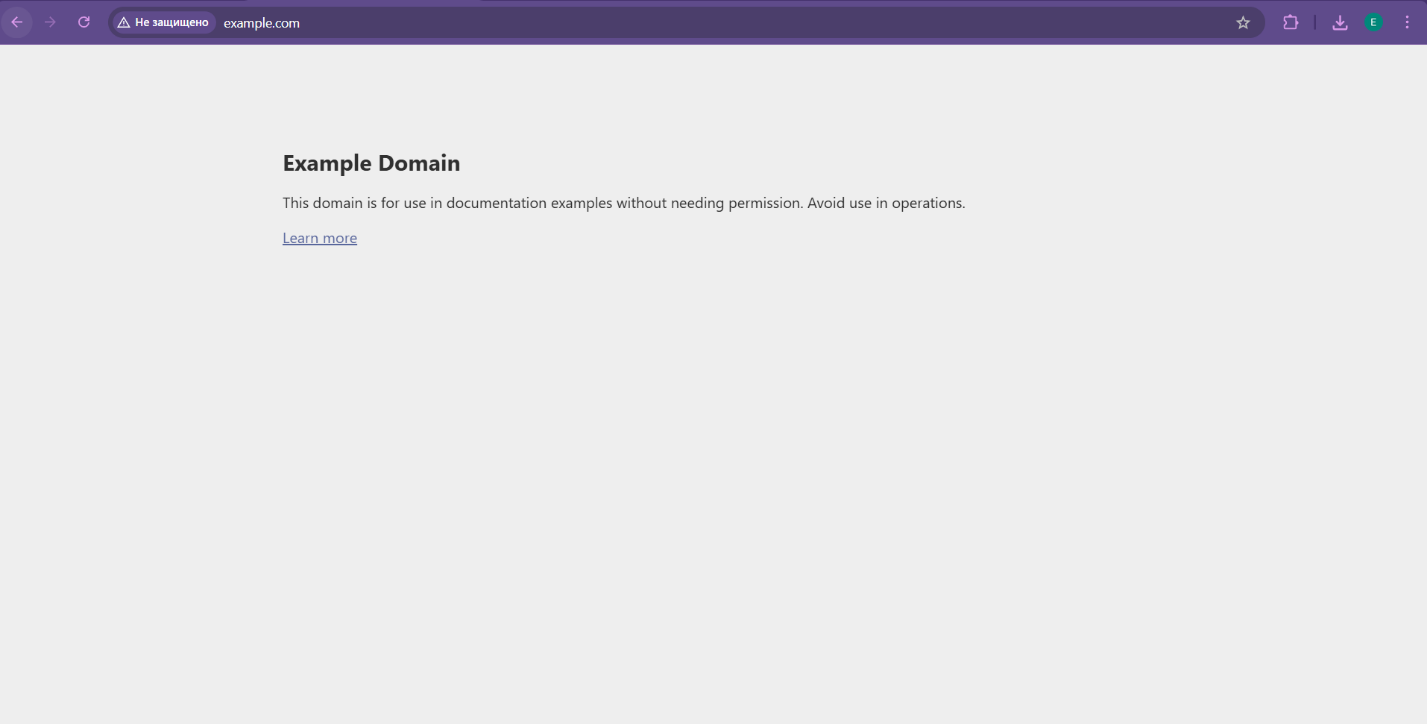 Не защищено example.com E
Example Domain
This domain is for use in documentation examples without needing permission. Avoid use in operations.
Learn more